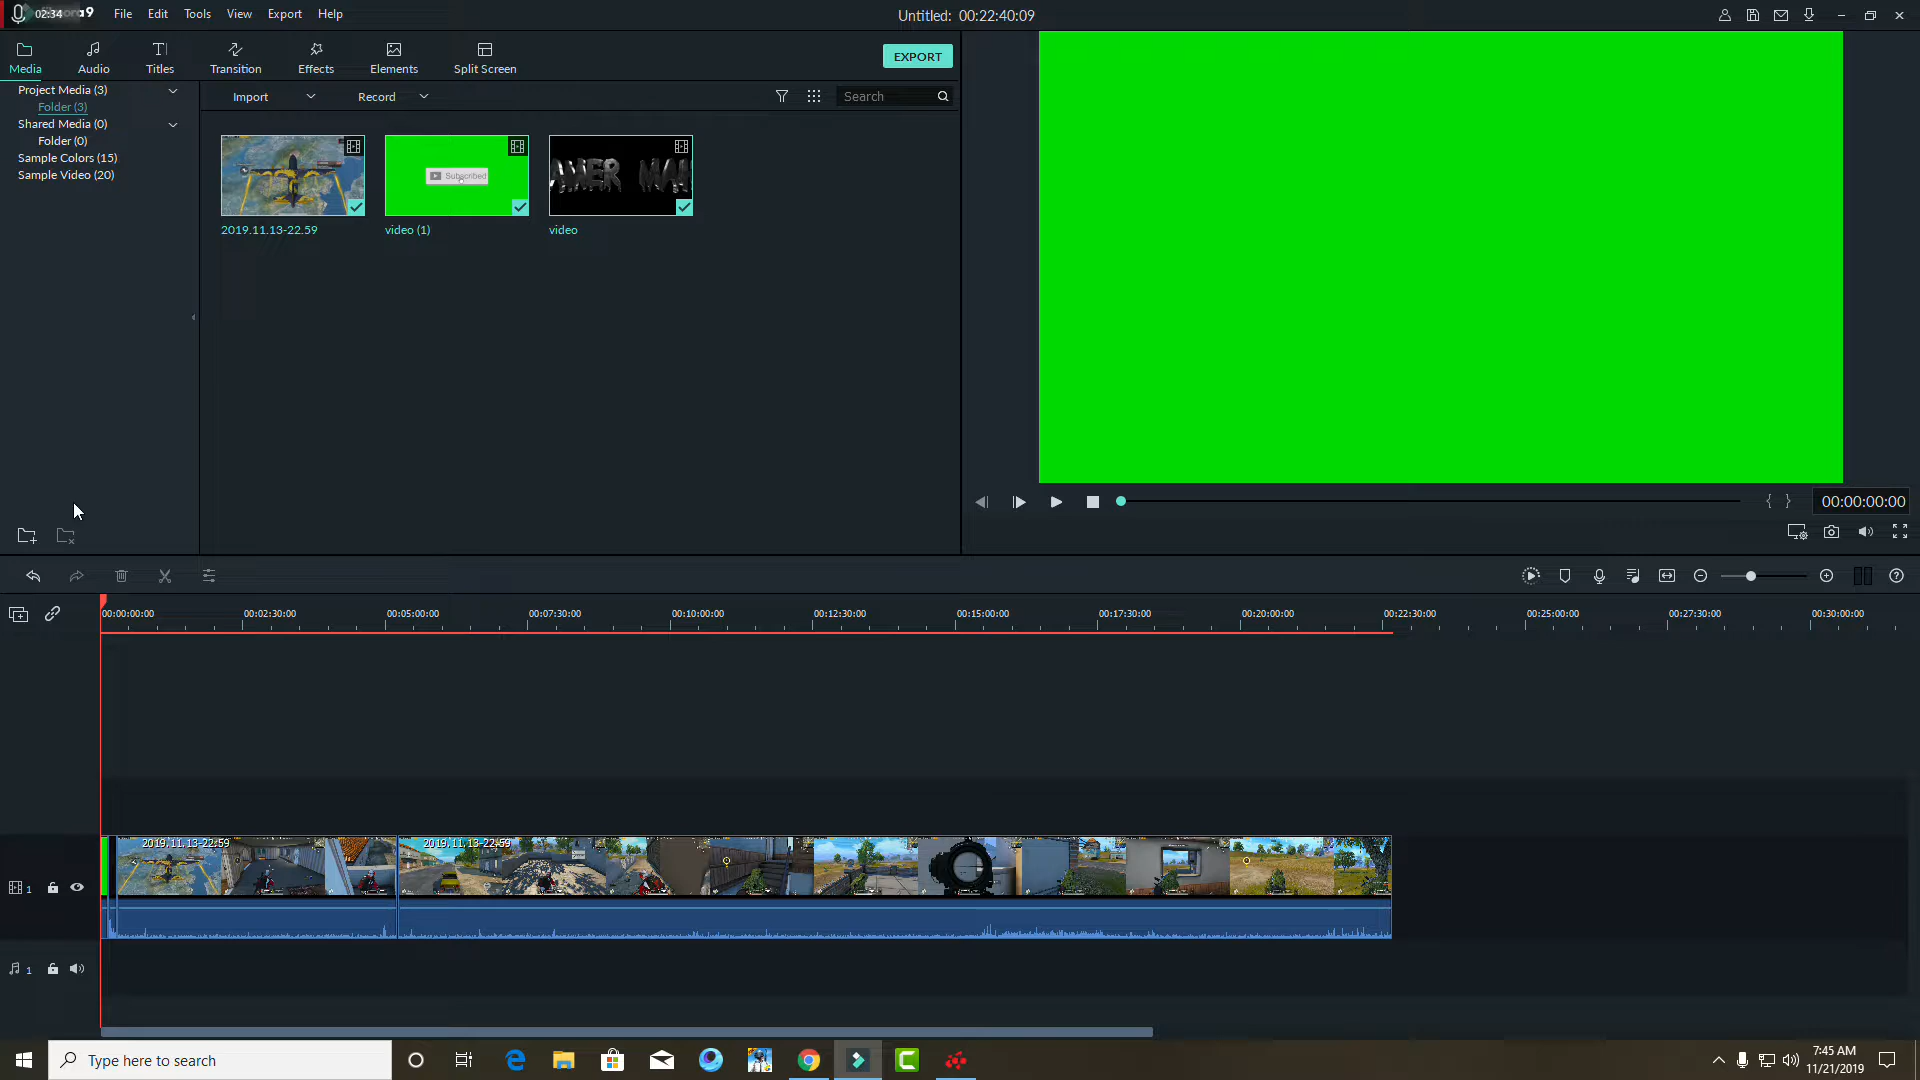 02:34
File Edit Tools View Export Help
Untitled: 00:22:40:09
Media Audio Titles Transition Effects Elements Split Screen
EXPORT
Project Media (3)
Folder (3)
Shared Media (0)
Folder (0)
Sample Colors (15)
Sample Video (20)
Import Record Search
Subscribed
2019.11.13-22.59 video (1) video
00:00:00:00
00:00:00:00 00:02:30:00 00:05:00:00 00:07:30:00 00:10:00:00 00:12:30:00 00:15:00:00 00:17:30:00 00:20:00:00 00:22:30:00 00:25:00:00 00:27:30:00 00:30:00:00
2019.11.13-22.59 2019.11.13-22.59
1
1
Type here to search
7:45 AM
11/21/2019